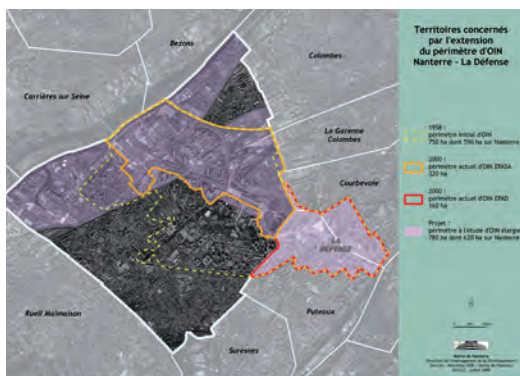 Territoires concernés
par l'extension
du périmètre d'OIN
Nanterre - La Défense
1958 :
périmètre initial d'OIN
750 ha dont 590 ha sur Nanterre
2000 :
périmètre actuel d'OIN EPASA
320 ha
2000 :
périmètre actuel d'OIN EPAD
160 ha
Projet :
périmètre à l'étude d'OIN élargie
780 ha dont 620 ha sur Nanterre
Bezons
Colombes
Carrières sur Seine
La Garenne
Colombes
Courbevoie
LA
DÉFENSE
Puteaux
Rueil Malmaison
Suresnes
Mairie de Nanterre